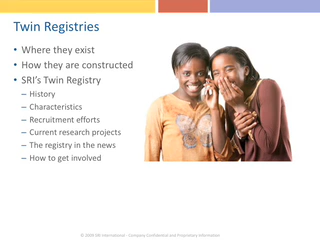 Twin Registries
• Where they exist
• How they are constructed
• SRI's Twin Registry
– History
– Characteristics
– Recruitment efforts
– Current research projects
– The registry in the news
– How to get involved
© 2009 SRI International - Company Confidential and Proprietary Information